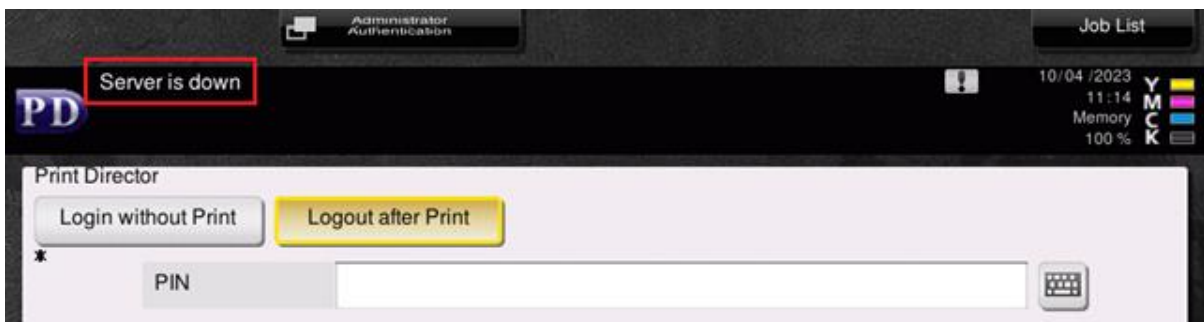 Administrator
Authentication
Job List
Server is down
PD
10/04 /2023
11:14
Memory
100 %
Y
M
C
K
Print Director
Login without Print
Logout after Print
*
PIN